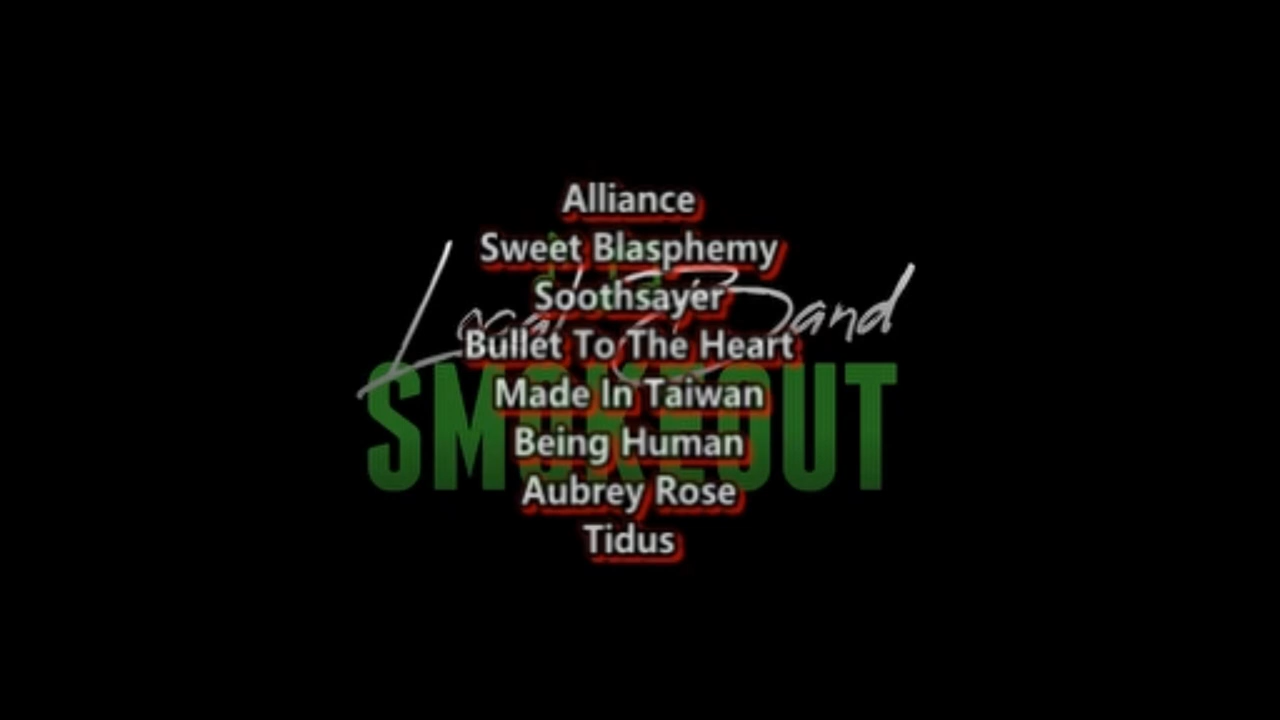 Alliance
Sweet Blasphemy
Soothsayer
Bullet To The Heart
Made In Taiwan
Being Human
Aubrey Rose
Tidus
Local Band
SMOKEOUT